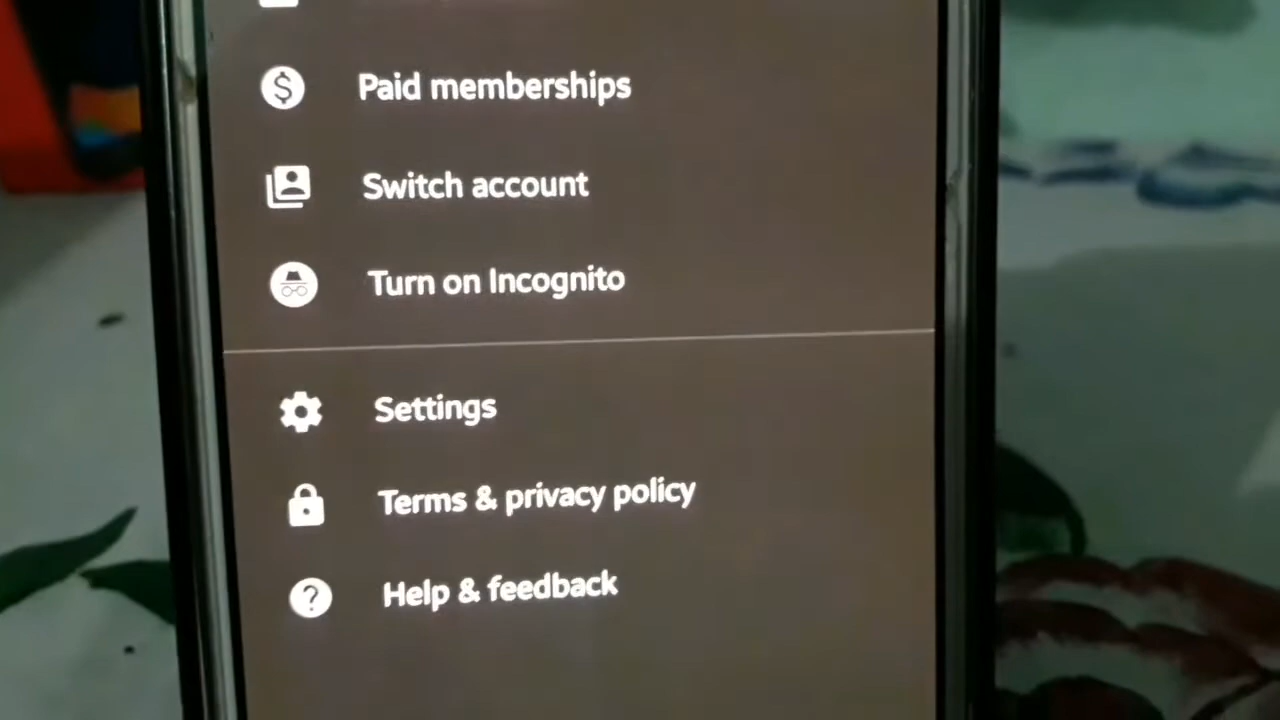 Paid memberships
Switch account
Turn on Incognito
Settings
Terms & privacy policy
Help & feedback